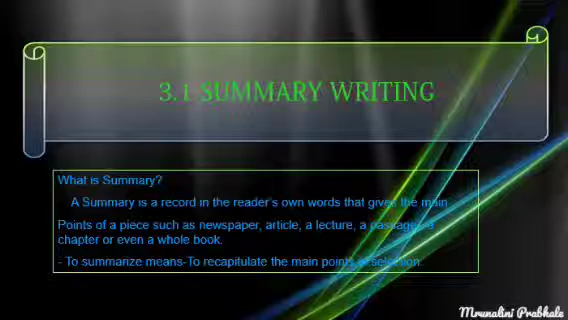 3.1 SUMMARY WRITING
What is Summary?
A Summary is a record in the reader's own words that gives the main
Points of a piece such as newspaper, article, a lecture, a passage, a
chapter or even a whole book.
- To summarize means-To recapitulate the main points of selection.
Mrunalini Prabhale